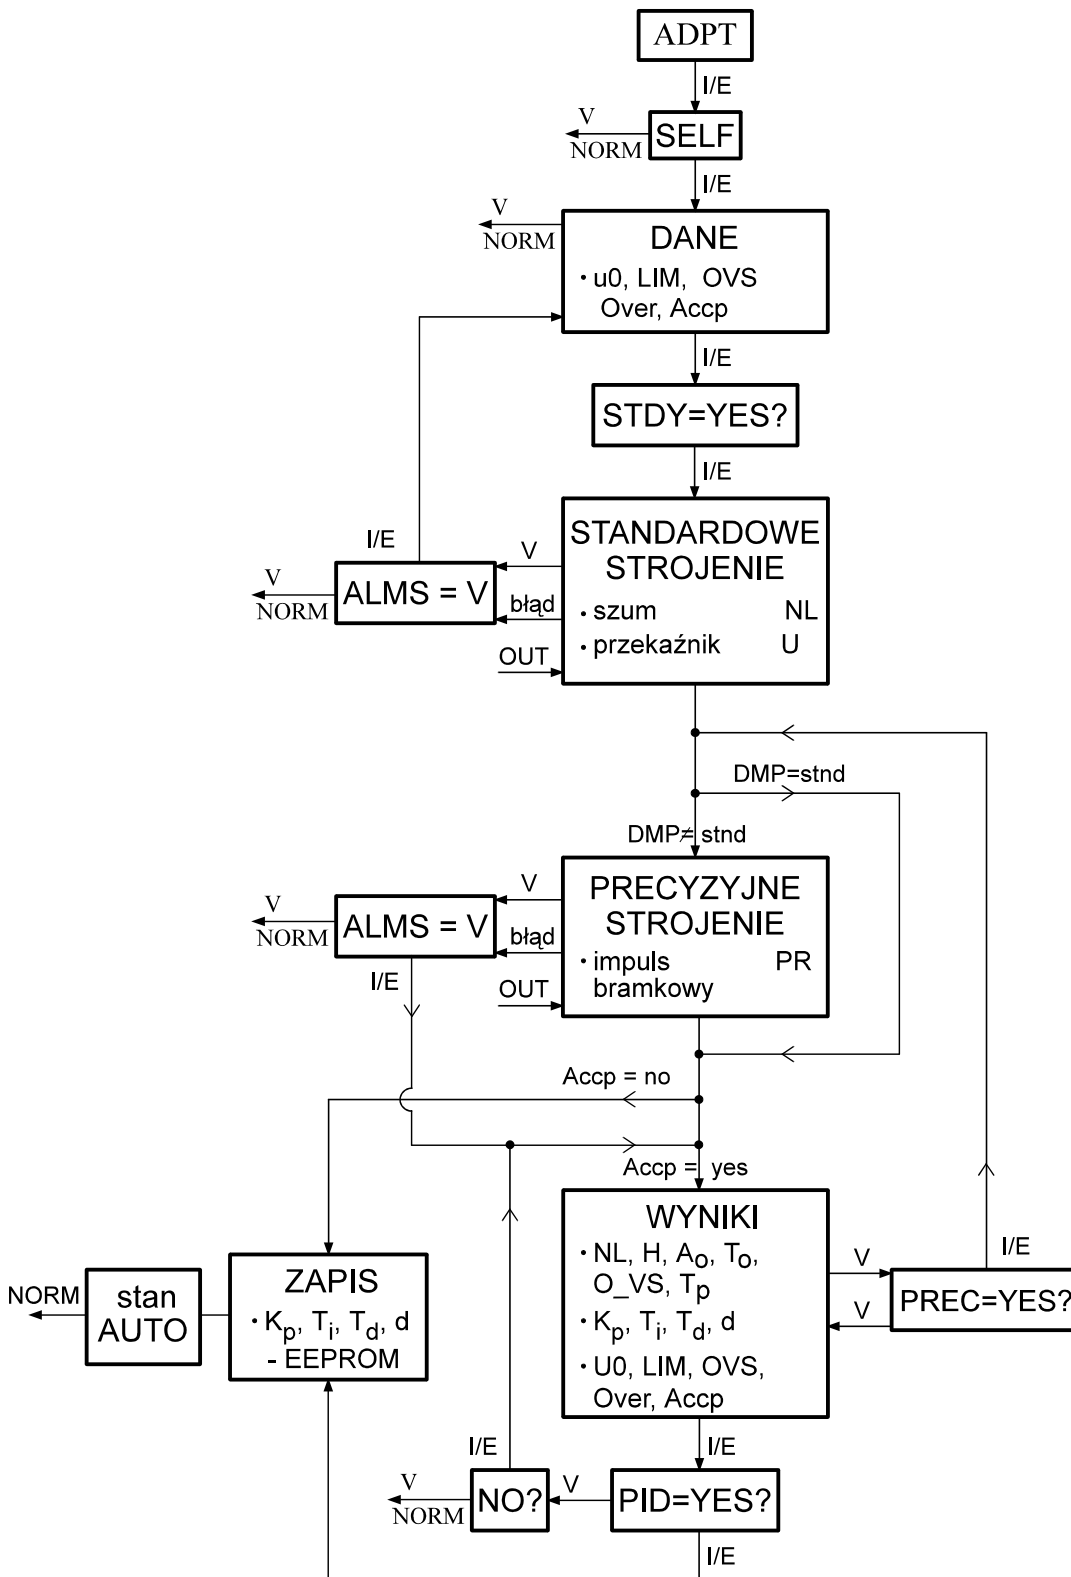 ADPT
I/E
V
SELF
NORM
I/E
V
NORM
DANE
· u0, LIM, OVS
Over, Accp
I/E
STDY=YES?
I/E
STANDARDOWE
STROJENIE
· szum NL
· przekaźnik U
I/E
V
ALMS = V
V
NORM
błąd
OUT
DMP=stnd
DMP≠ stnd
PRECYZYJNE
STROJENIE
· impuls PR
bramkowy
V
V
ALMS = V
NORM
błąd
I/E
OUT
Accp = no
Accp = yes
WYNIKI
· NL, H, Ao, To,
O_VS, Tp
· Kp, Ti, Td, d
· U0, LIM, OVS,
Over, Accp
V
I/E
PREC=YES?
V
ZAPIS
· Kp, Ti, Td, d
- EEPROM
NORM
stan
AUTO
I/E
I/E
V
NORM
NO?
V
PID=YES?
I/E